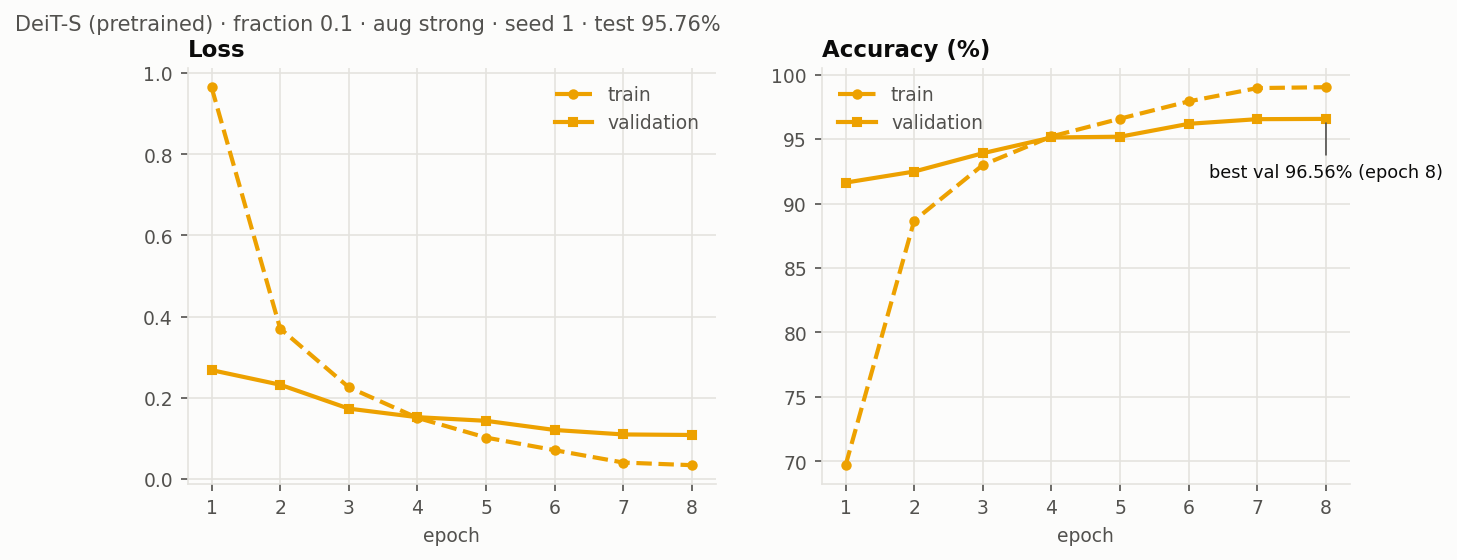 DeiT-S (pretrained) · fraction 0.1 · aug strong · seed 1 · test 95.76%
Loss
1.0
0.8
0.6
0.4
0.2
0.0
train
validation
1 2 3 4 5 6 7 8
epoch
Accuracy (%)
100
95
90
85
80
75
70
train
validation
best val 96.56% (epoch 8)
1 2 3 4 5 6 7 8
epoch